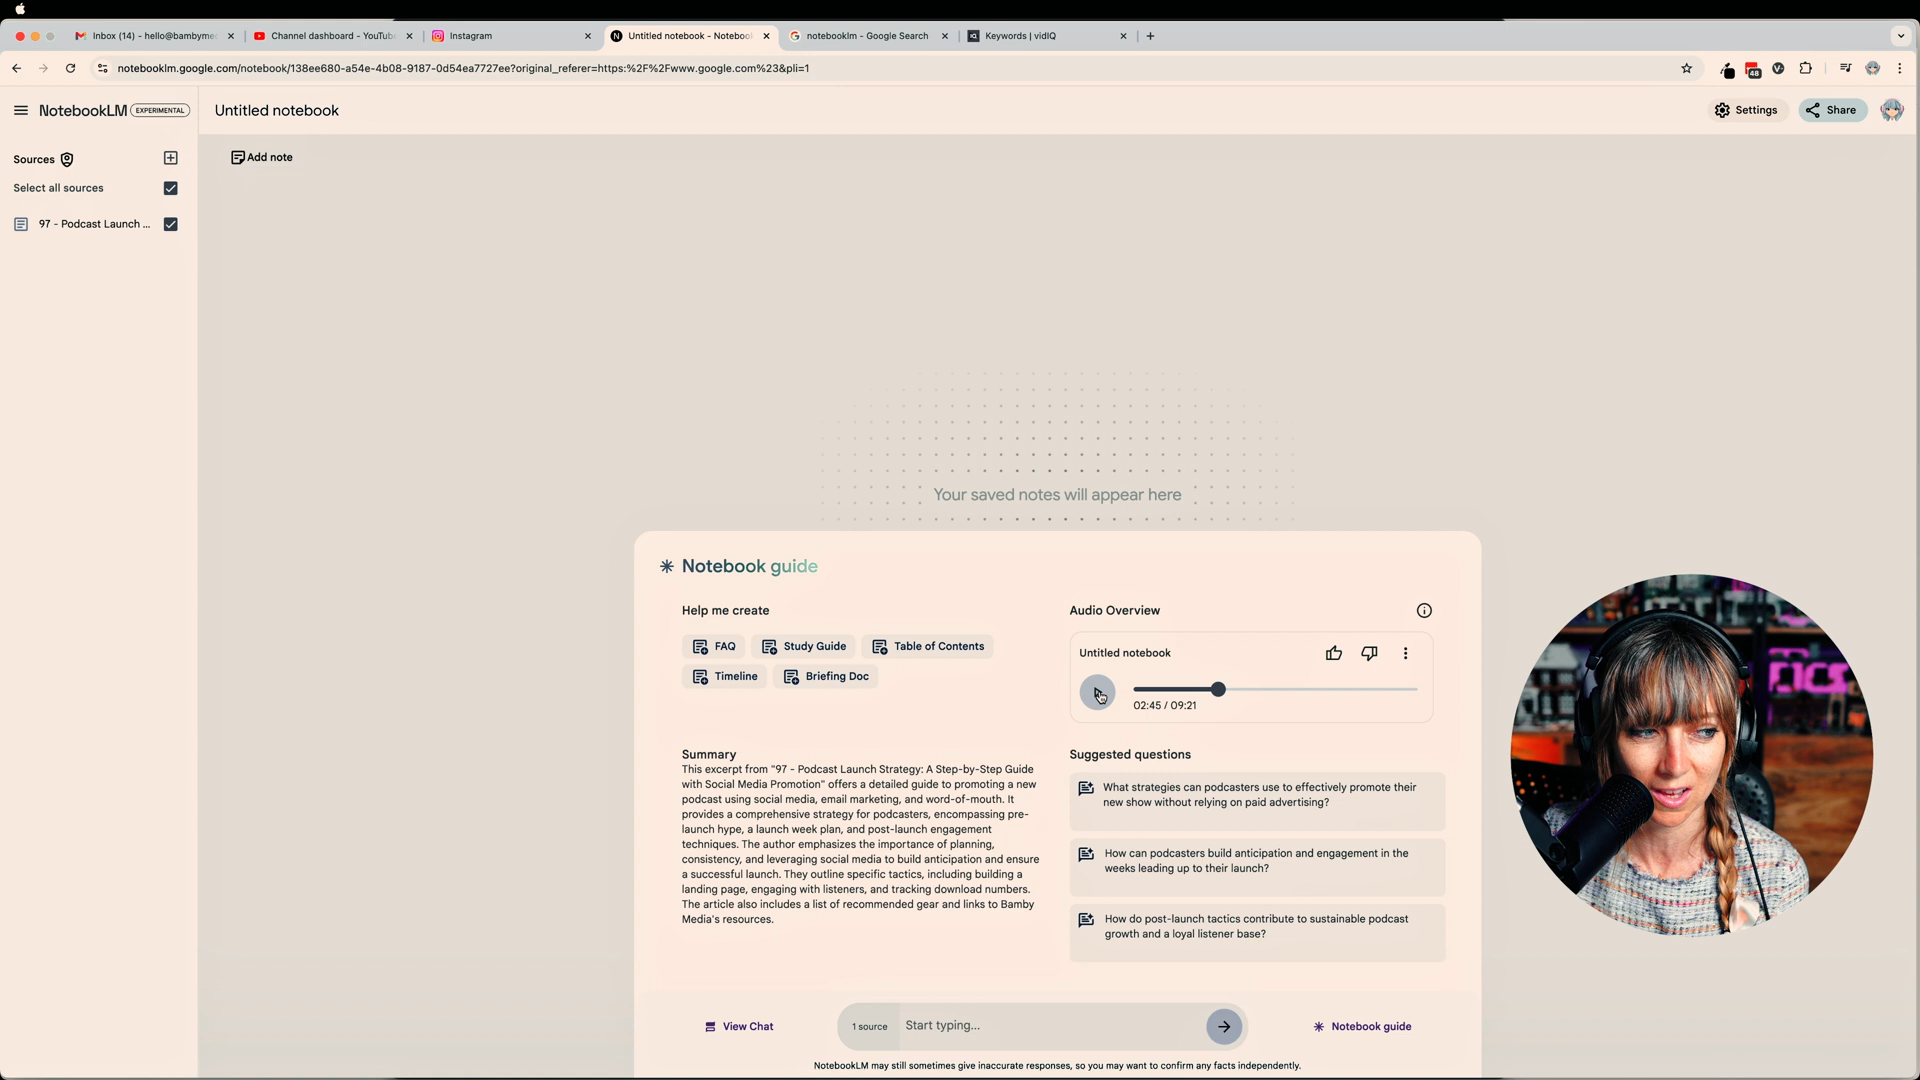 Inbox (14) - hello@bambymed
Channel dashboard - YouTube
Instagram
Untitled notebook - Notebook
notebooklm - Google Search
Keywords | vidIQ
notebooklm.google.com/notebook/138ee680-a54e-4b08-9187-0d54ea7727ee?original_referer=https:%2F%2Fwww.google.com%23&pli=1
48
NotebookLM EXPERIMENTAL
Untitled notebook
Settings
Share
Sources
Add note
Select all sources
97 - Podcast Launch ...
Your saved notes will appear here
Notebook guide
Help me create
FAQ
Study Guide
Table of Contents
Timeline
Briefing Doc
Audio Overview
Untitled notebook
02:45 / 09:21
Summary
This excerpt from "97 - Podcast Launch Strategy: A Step-by-Step Guide
with Social Media Promotion" offers a detailed guide to promoting a new
podcast using social media, email marketing, and word-of-mouth. It
provides a comprehensive strategy for podcasters, encompassing pre-
launch hype, a launch week plan, and post-launch engagement
techniques. The author emphasizes the importance of planning,
consistency, and leveraging social media to build anticipation and ensure
a successful launch. They outline specific tactics, including building a
landing page, engaging with listeners, and tracking download numbers.
The article also includes a list of recommended gear and links to Bamby
Media's resources.
Suggested questions
What strategies can podcasters use to effectively promote their
new show without relying on paid advertising?
How can podcasters build anticipation and engagement in the
weeks leading up to their launch?
How do post-launch tactics contribute to sustainable podcast
growth and a loyal listener base?
View Chat
1 source
Start typing...
Notebook guide
NotebookLM may still sometimes give inaccurate responses, so you may want to confirm any facts independently.